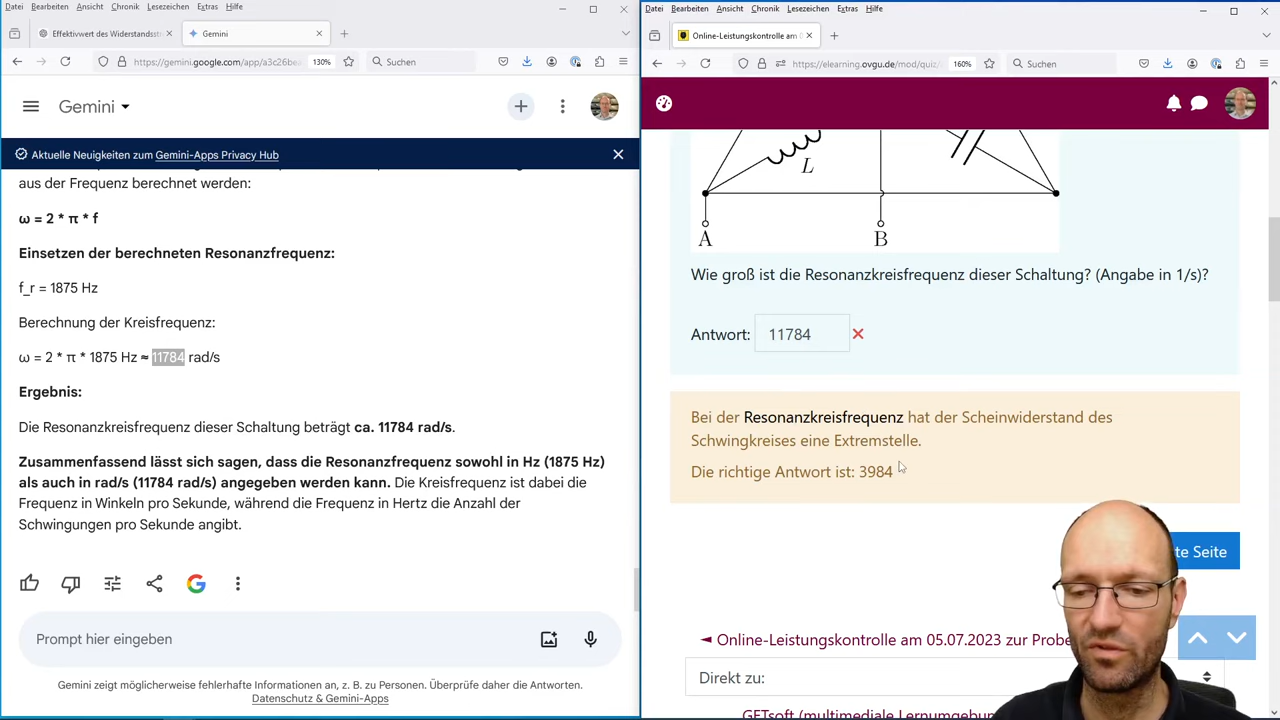 Datei Bearbeiten Ansicht Chronik Lesezeichen Extras Hilfe
Effektivwert des Widerstandsst
Gemini
https://gemini.google.com/app/a3c26be
130%
Suchen
Gemini
Aktuelle Neuigkeiten zum Gemini-Apps Privacy Hub
aus der Frequenz berechnet werden:
ω = 2 * π * f
Einsetzen der berechneten Resonanzfrequenz:
f_r = 1875 Hz
Berechnung der Kreisfrequenz:
ω = 2 * π * 1875 Hz ≈ 11784 rad/s
Ergebnis:
Die Resonanzkreisfrequenz dieser Schaltung beträgt ca. 11784 rad/s.
Zusammenfassend lässt sich sagen, dass die Resonanzfrequenz sowohl in Hz (1875 Hz)
als auch in rad/s (11784 rad/s) angegeben werden kann. Die Kreisfrequenz ist dabei die
Frequenz in Winkeln pro Sekunde, während die Frequenz in Hertz die Anzahl der
Schwingungen pro Sekunde angibt.
Prompt hier eingeben
Gemini zeigt möglicherweise fehlerhafte Informationen an, z. B. zu Personen. Überprüfe daher die Antworten.
Datenschutz & Gemini-Apps
Datei Bearbeiten Ansicht Chronik Lesezeichen Extras Hilfe
Online-Leistungskontrolle am
https://elearning.ovgu.de/mod/quiz
160%
Suchen
L
A
B
Wie groß ist die Resonanzkreisfrequenz dieser Schaltung? (Angabe in 1/s)?
Antwort: 11784
Bei der Resonanzkreisfrequenz hat der Scheinwiderstand des
Schwingkreises eine Extremstelle.
Die richtige Antwort ist: 3984
te Seite
◄ Online-Leistungskontrolle am 05.07.2023 zur Probe
Direkt zu:
GETsoft (multimediale Lernumgebun